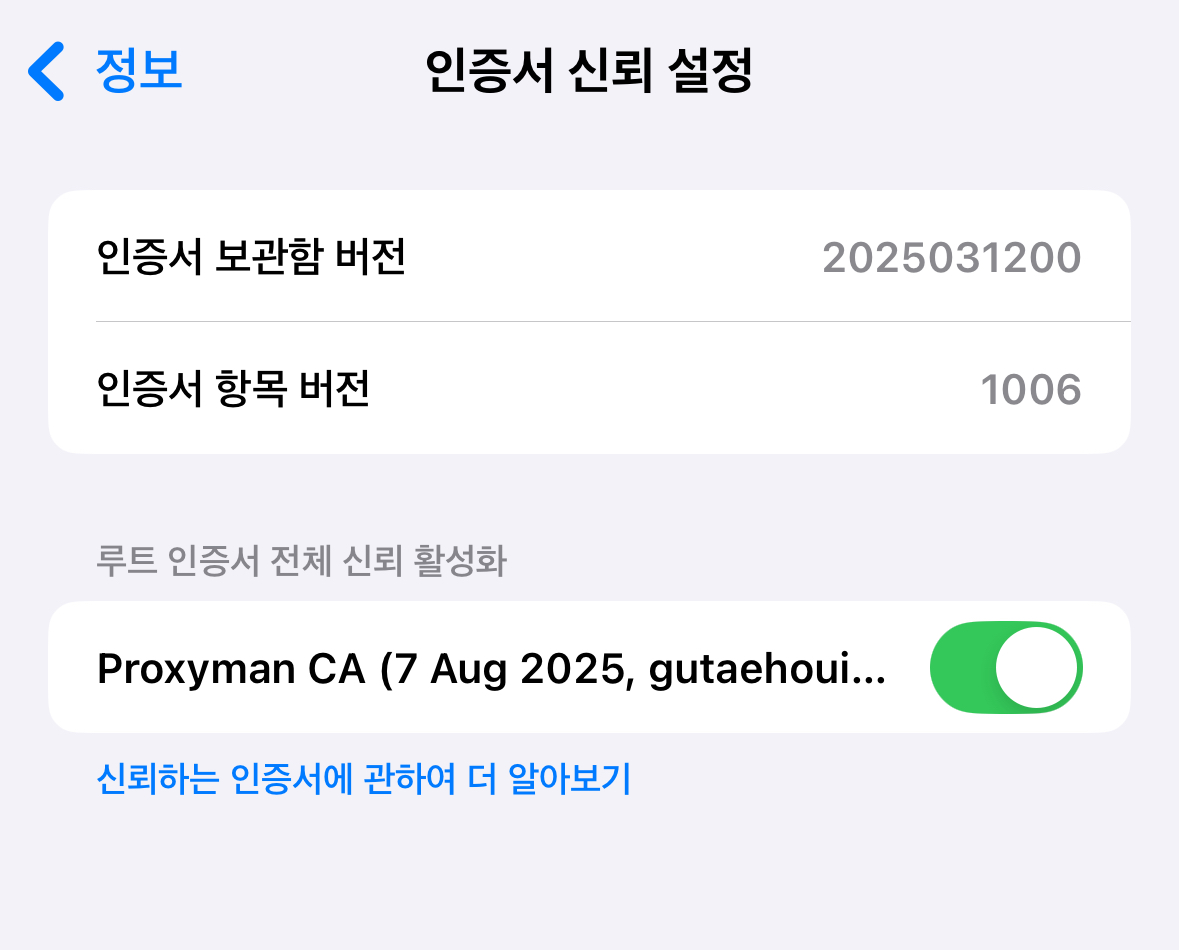 정보
인증서 신뢰 설정
인증서 보관함 버전 2025031200
인증서 항목 버전 1006
루트 인증서 전체 신뢰 활성화
Proxyman CA (7 Aug 2025, gutaehoui...
신뢰하는 인증서에 관하여 더 알아보기